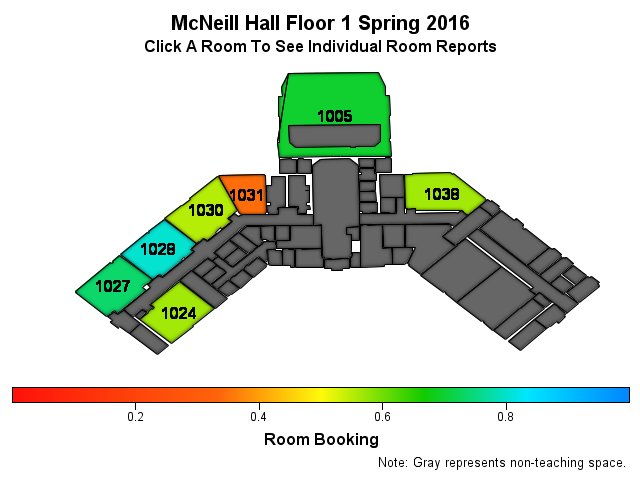 McNeill Hall Floor 1 Spring 2016
Click A Room To See Individual Room Reports
1005
1031
1038
1030
1028
1027
1024
0.2 0.4 0.6 0.8
Room Booking
Note: Gray represents non-teaching space.